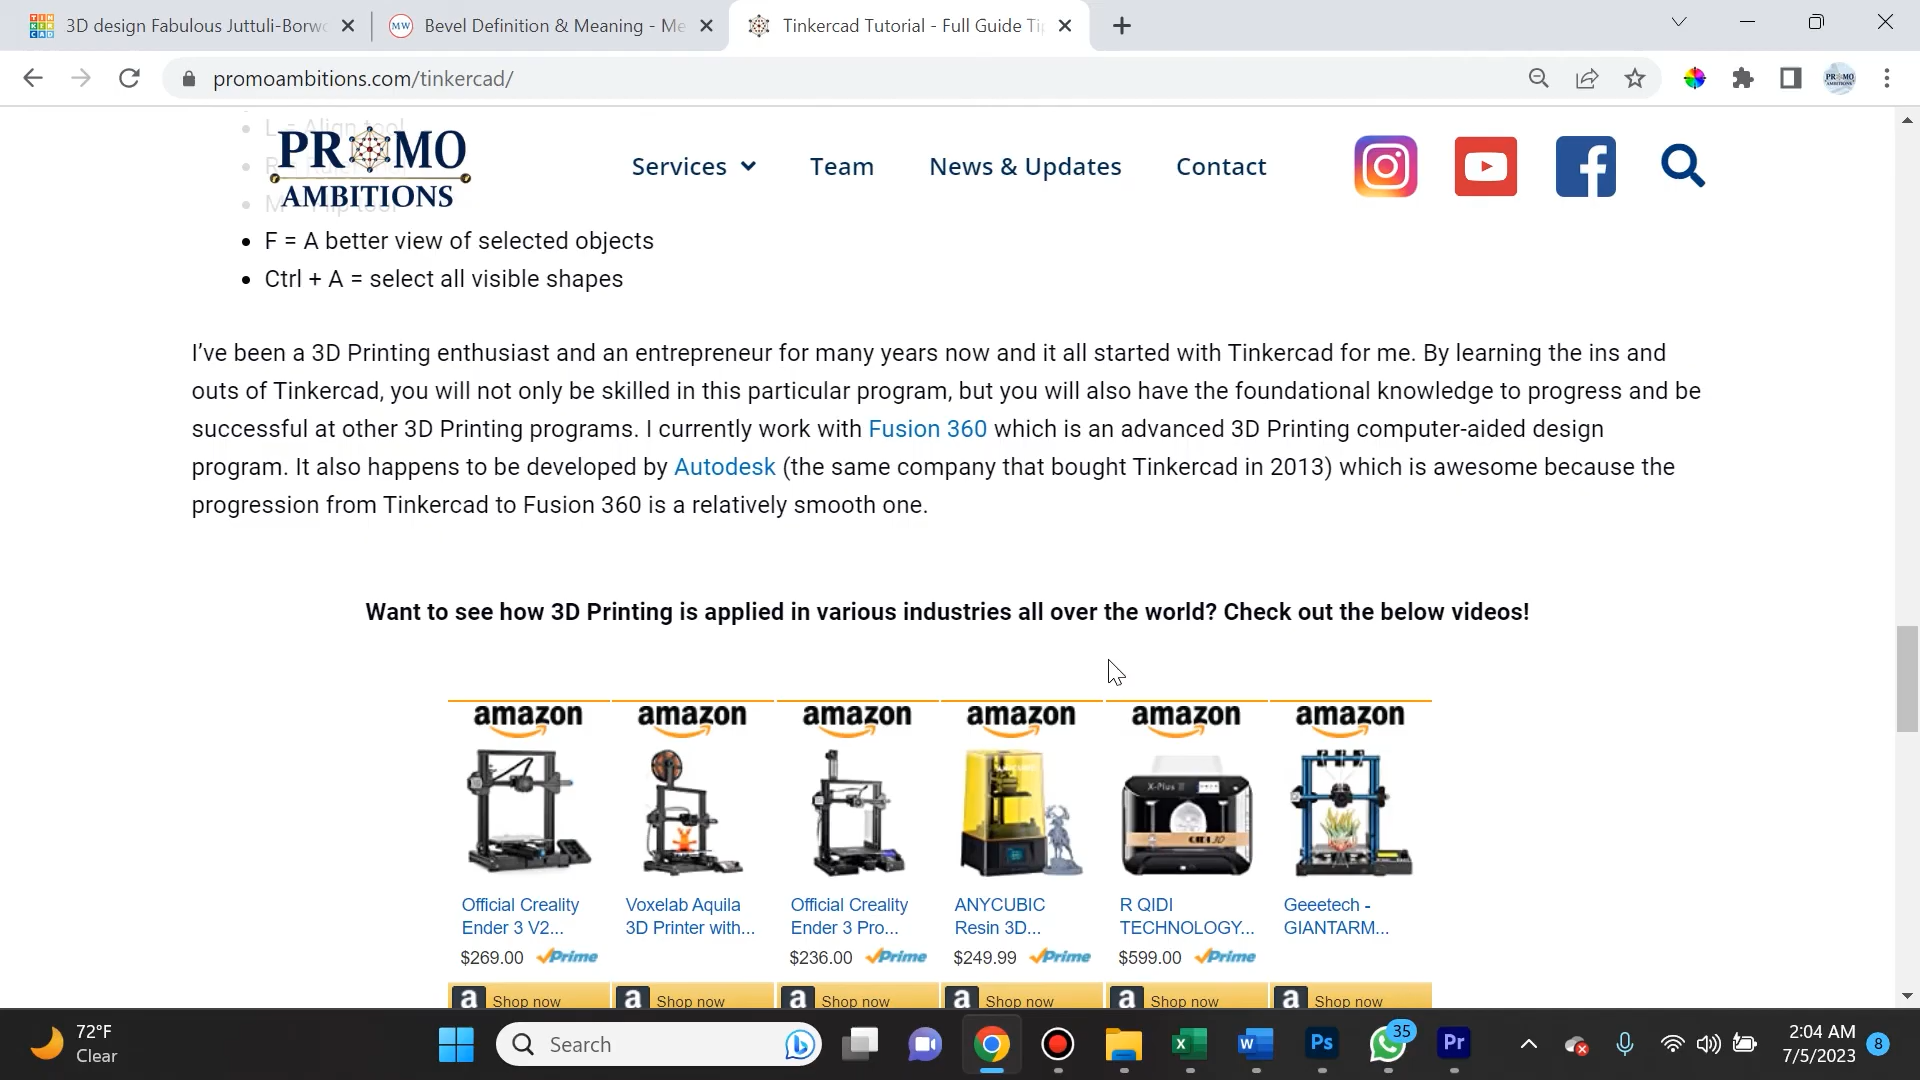 3D design Fabulous Juttuli-Borw
Bevel Definition & Meaning - Me
Tinkercad Tutorial - Full Guide Ti
promoambitions.com/tinkercad/
L = Align tool
PROMO
AMBITIONS
Services
Team
News & Updates
Contact
F = A better view of selected objects
Ctrl + A = select all visible shapes
I’ve been a 3D Printing enthusiast and an entrepreneur for many years now and it all started with Tinkercad for me. By learning the ins and
outs of Tinkercad, you will not only be skilled in this particular program, but you will also have the foundational knowledge to progress and be
successful at other 3D Printing programs. I currently work with Fusion 360 which is an advanced 3D Printing computer-aided design
program. It also happens to be developed by Autodesk (the same company that bought Tinkercad in 2013) which is awesome because the
progression from Tinkercad to Fusion 360 is a relatively smooth one.
Want to see how 3D Printing is applied in various industries all over the world? Check out the below videos!
amazon amazon amazon amazon amazon amazon
X-Plus
QIDI 3D
Official Creality Voxelab Aquila Official Creality ANYCUBIC R QIDI Geeetech -
Ender 3 V2... 3D Printer with... Ender 3 Pro... Resin 3D... TECHNOLOGY... GIANTARM...
$269.00 Prime $236.00 Prime $249.99 Prime $599.00 Prime
a Shop now a Shop now a Shop now a Shop now a Shop now a Shop now
72°F
Clear
Search
35
2:04 AM
7/5/2023
8